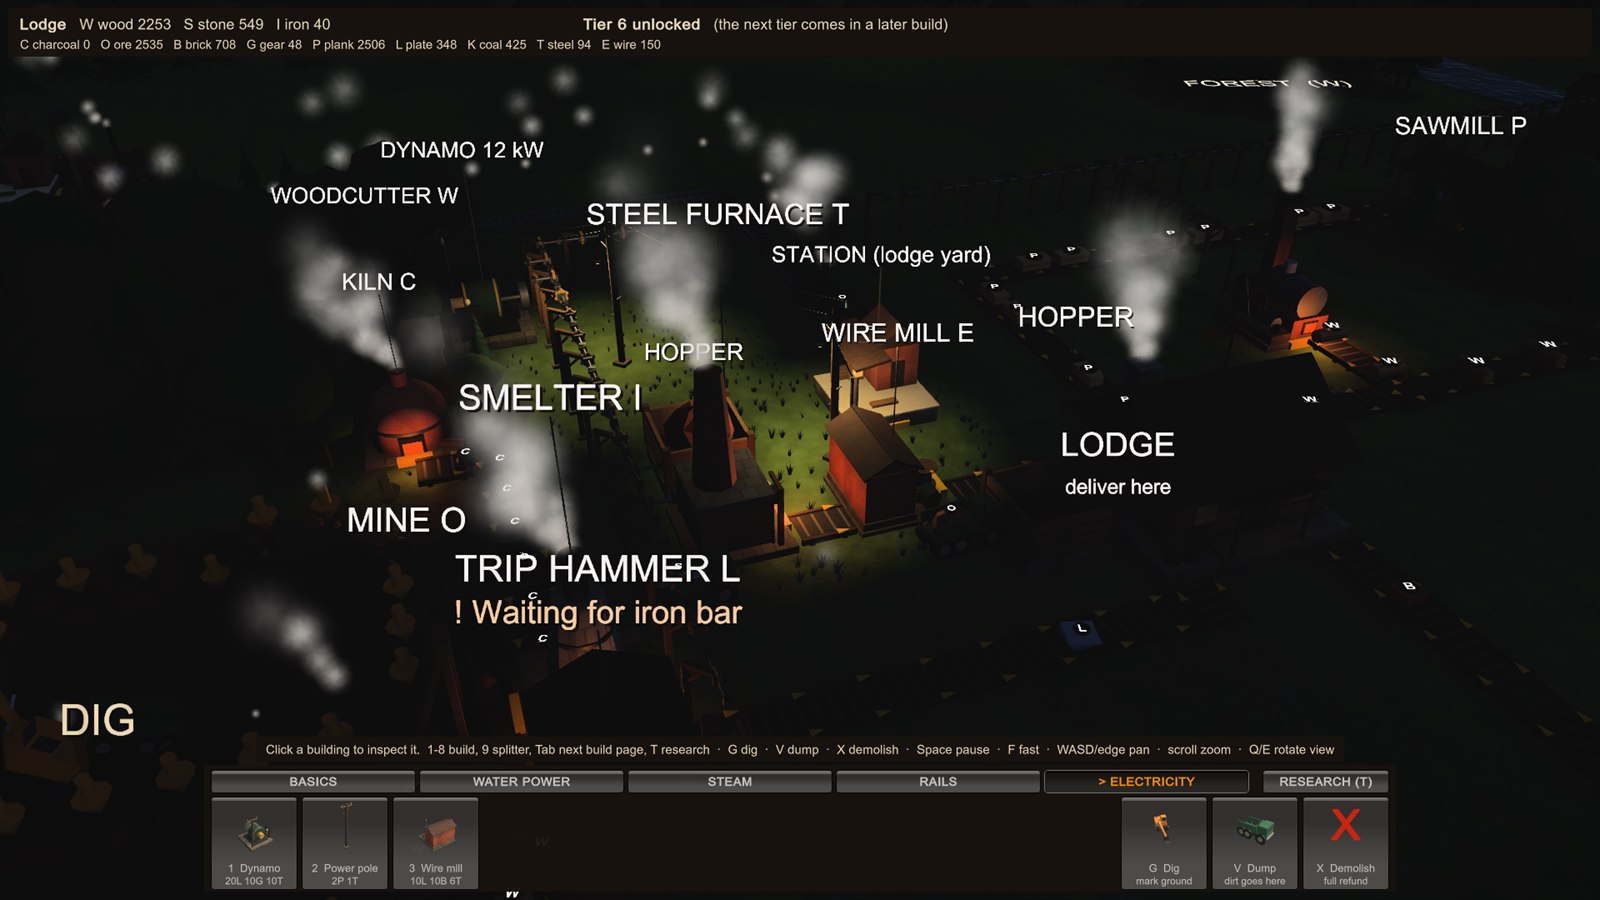 Lodge W wood 2253 S stone 549 I iron 40
Tier 6 unlocked (the next tier comes in a later build)
C charcoal 0 O ore 2535 B brick 708 G gear 48 P plank 2506 L plate 348 K coal 425 T steel 94 E wire 150
FOREST (W)
SAWMILL P
DYNAMO 12 kW
WOODCUTTER W
STEEL FURNACE T
STATION (lodge yard)
KILN C
HOPPER
WIRE MILL E
HOPPER
SMELTER I
LODGE
deliver here
MINE O
TRIP HAMMER L
! Waiting for iron bar
DIG
Click a building to inspect it. 1-8 build, 9 splitter, Tab next build page, T research · G dig · V dump · X demolish · Space pause · F fast · WASD/edge pan · scroll zoom · Q/E rotate view
BASICS
WATER POWER
STEAM
RAILS
> ELECTRICITY
RESEARCH (T)
1 Dynamo
20L 10G 10T
2 Power pole
2P 1T
3 Wire mill
10L 10B 6T
G Dig
mark ground
V Dump
dirt goes here
X Demolish
full refund